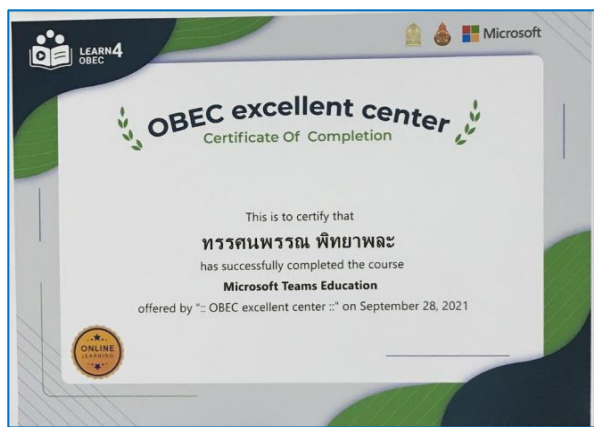 LEARN4
OBEC
Microsoft
OBEC excellent center
Certificate Of Completion
This is to certify that
ทรรศนพรรณ พิทยาพละ
has successfully completed the course
Microsoft Teams Education
offered by ":: OBEC excellent center ::" on September 28, 2021
ONLINE
LEARNING